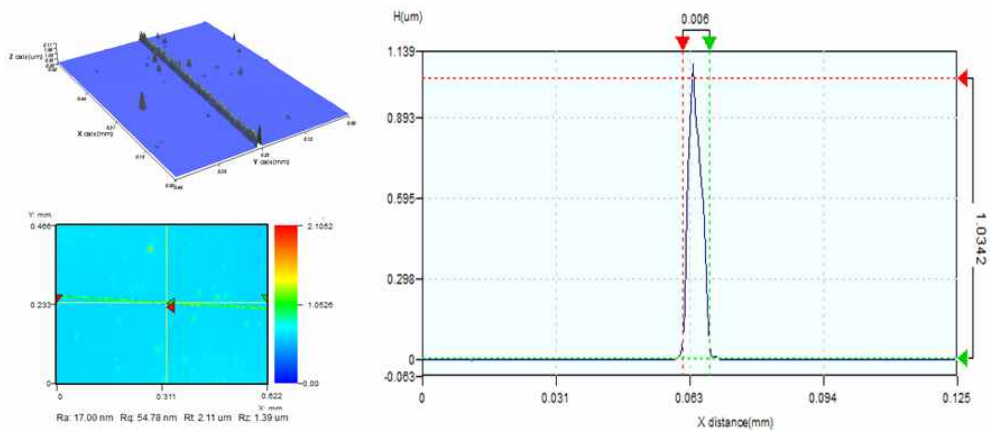 Z axis(um)
X axis(mm)
Y axis(mm)
Y: mm
0.466
0.233
0
0
0.311
0.622
X: mm
2.1052
1.0526
0.00
Ra: 17.00 nm Rq: 54.78 nm Rt: 2.11 um Rz: 1.39 um
H(um)
0.006
1.139
0.893
0.595
0.298
0
-0.063
0
0.031
0.063
0.094
0.125
X distance(mm)
1.0342